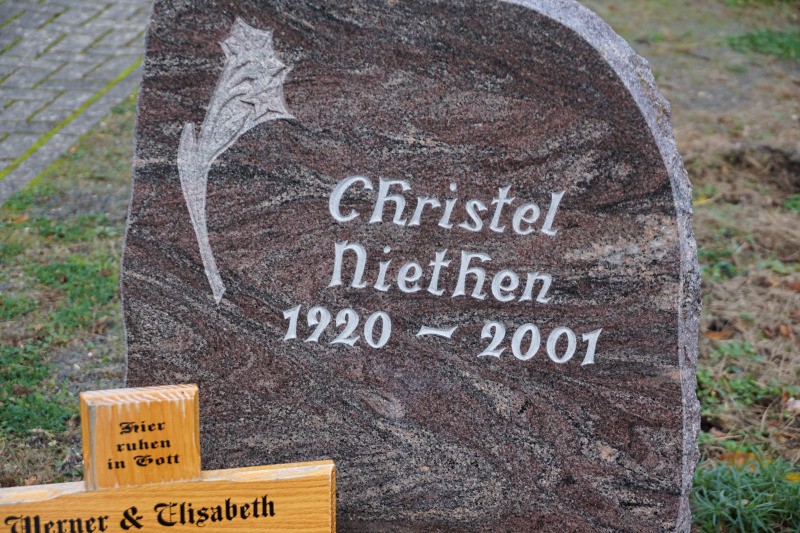 Christel
Niethen
1920 - 2001
Hier
ruhen
in Gott
Werner & Elisabeth